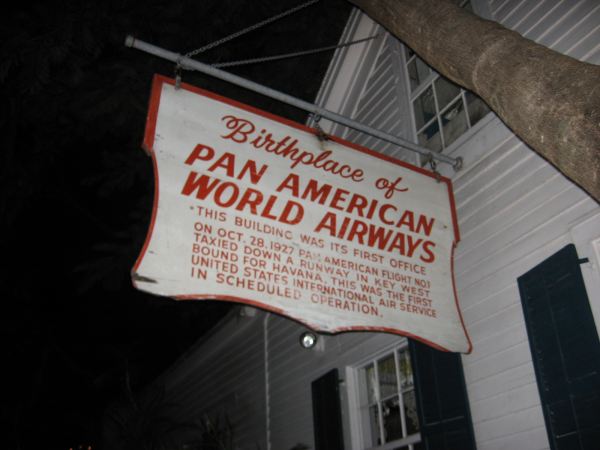 Birthplace of
PAN AMERICAN
WORLD AIRWAYS
"THIS BUILDING WAS ITS FIRST OFFICE
ON OCT. 28, 1927 PAN AMERICAN FLIGHT NO1
TAXIED DOWN A RUNWAY IN KEY WEST
BOUND FOR HAVANA. THIS WAS THE FIRST
UNITED STATES INTERNATIONAL AIR SERVICE
IN SCHEDULED OPERATION.